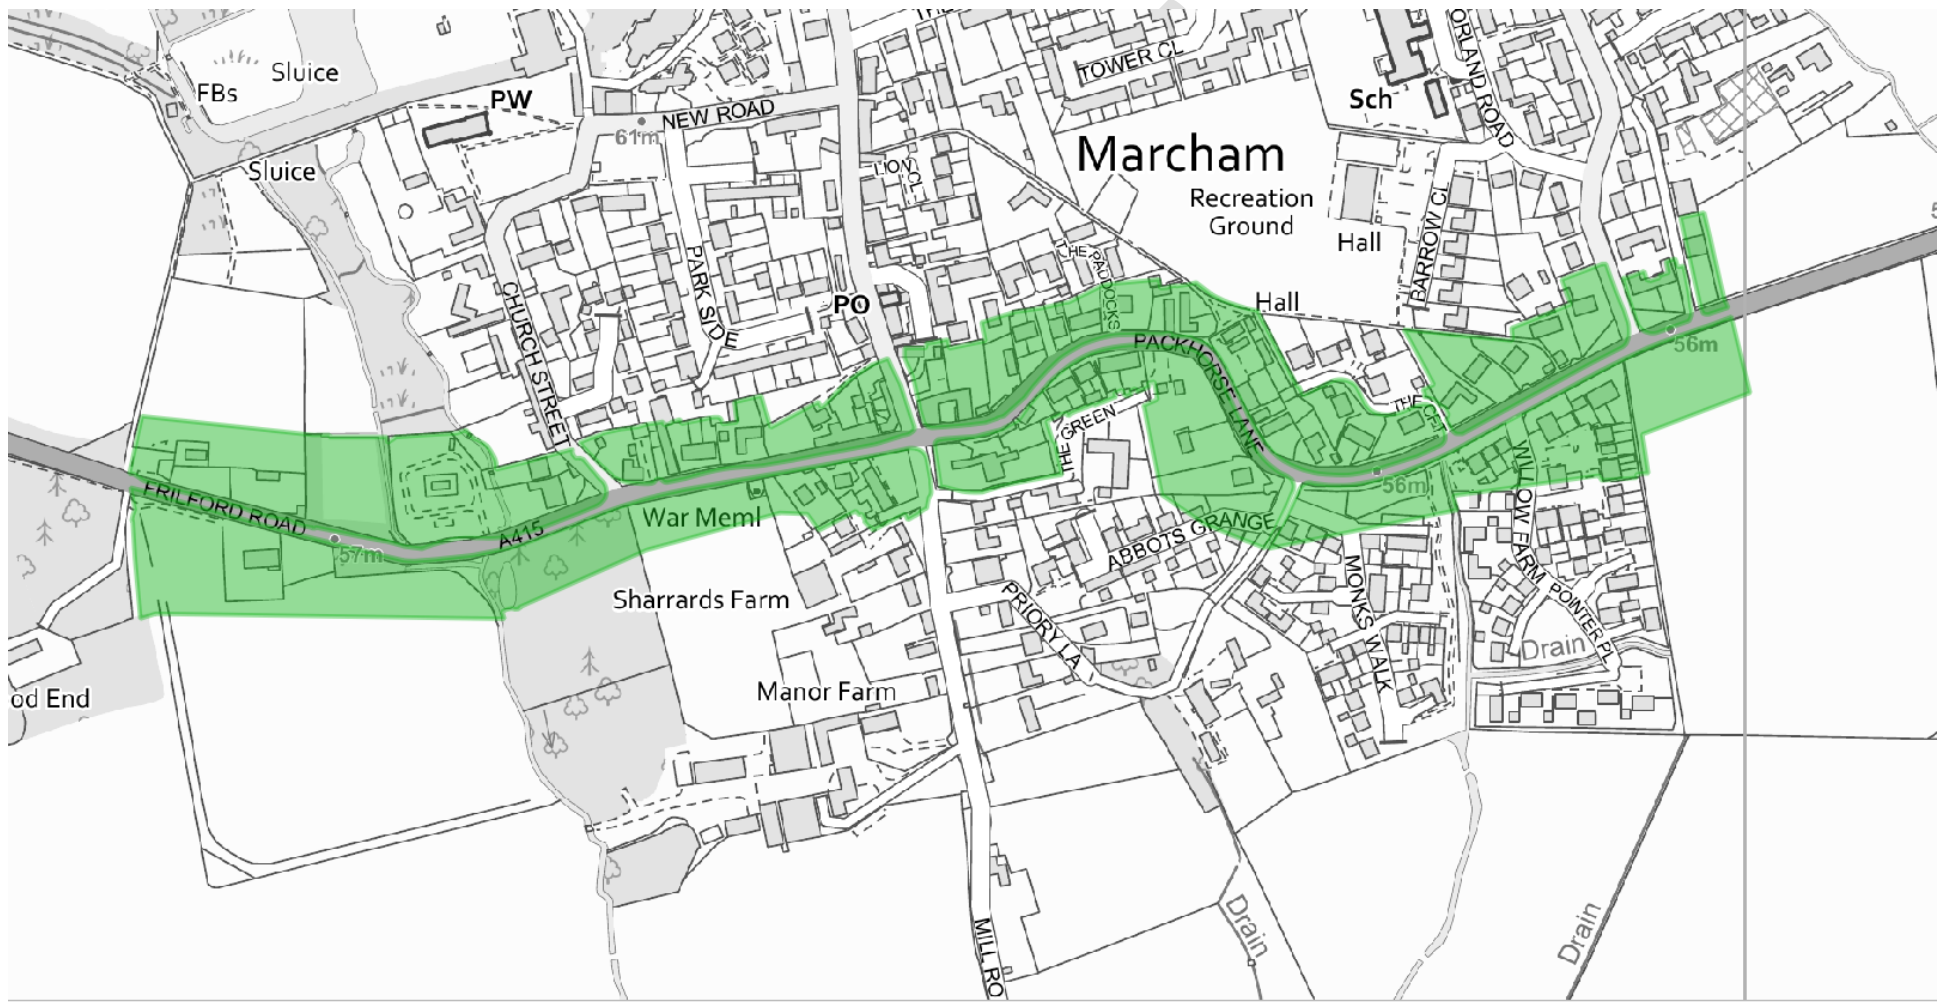 TOWER CL
Sluice
FBs
PW
Sch
NEW ROAD
61m
Marcham
Sluice
LION CL
Recreation
Ground
Hall
BARROW CL
THE PADDOCKS
PARK SIDE
CHURCH STREET
PO
Hall
PACKHORSE LANE
56m
THE CFT
THE GREEN
FRILFORD ROAD
A415
57m
War Meml
56m
WILLOW FARM
ABBOTS GRANGE
MONKS WALK
POINTER PL
Sharrards Farm
PRIORY LA
Drain
od End
Manor Farm
MILL RO
Drain
Drain